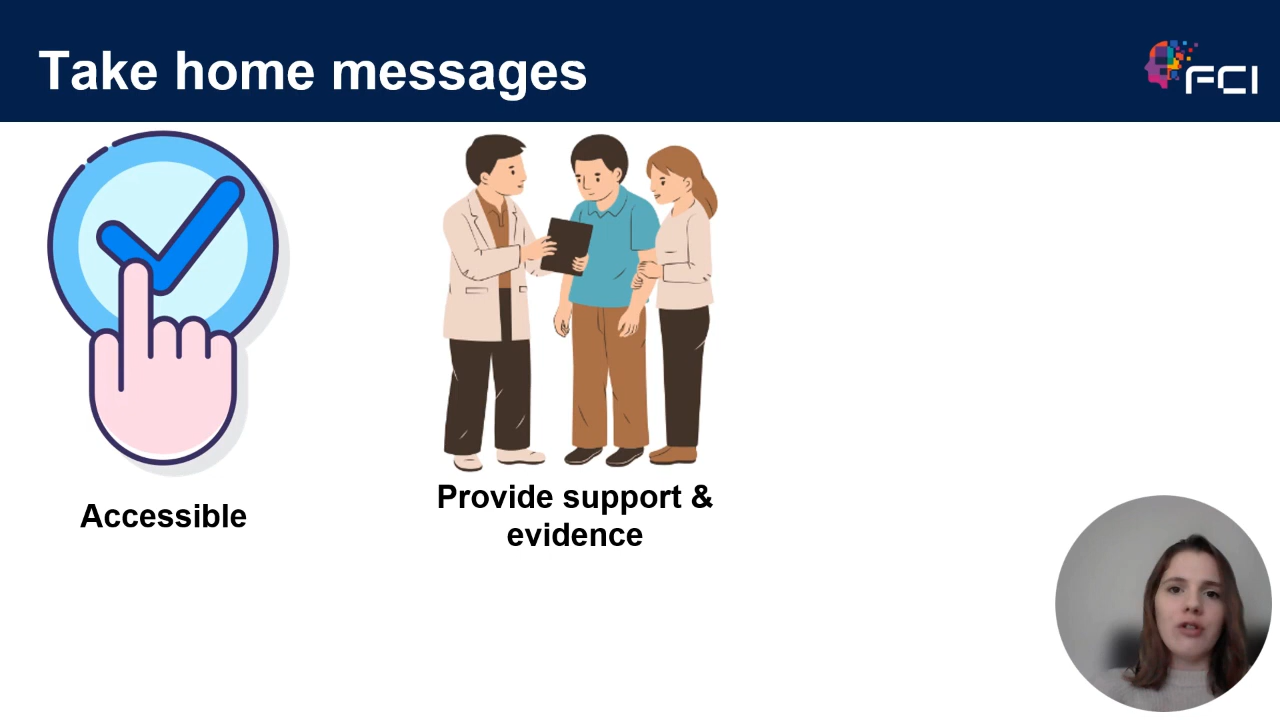 Take home messages
FCI
Accessible
Provide support &
evidence